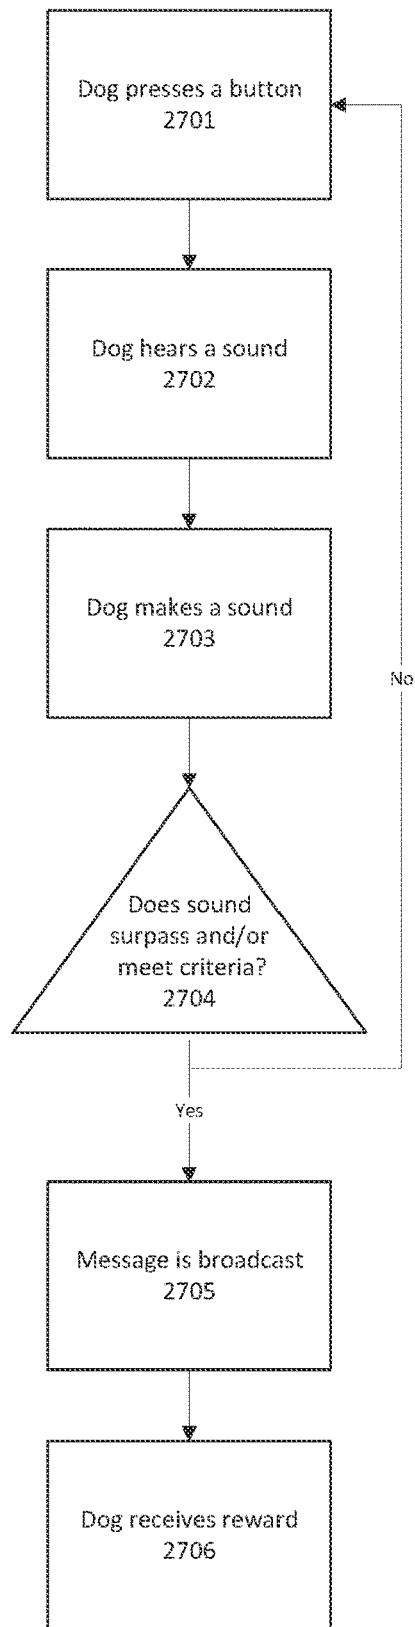 Dog presses a button
2701
Dog hears a sound
2702
Dog makes a sound
2703
No
Does sound
surpass and/or
meet criteria?
2704
Yes
Message is broadcast
2705
Dog receives reward
2706